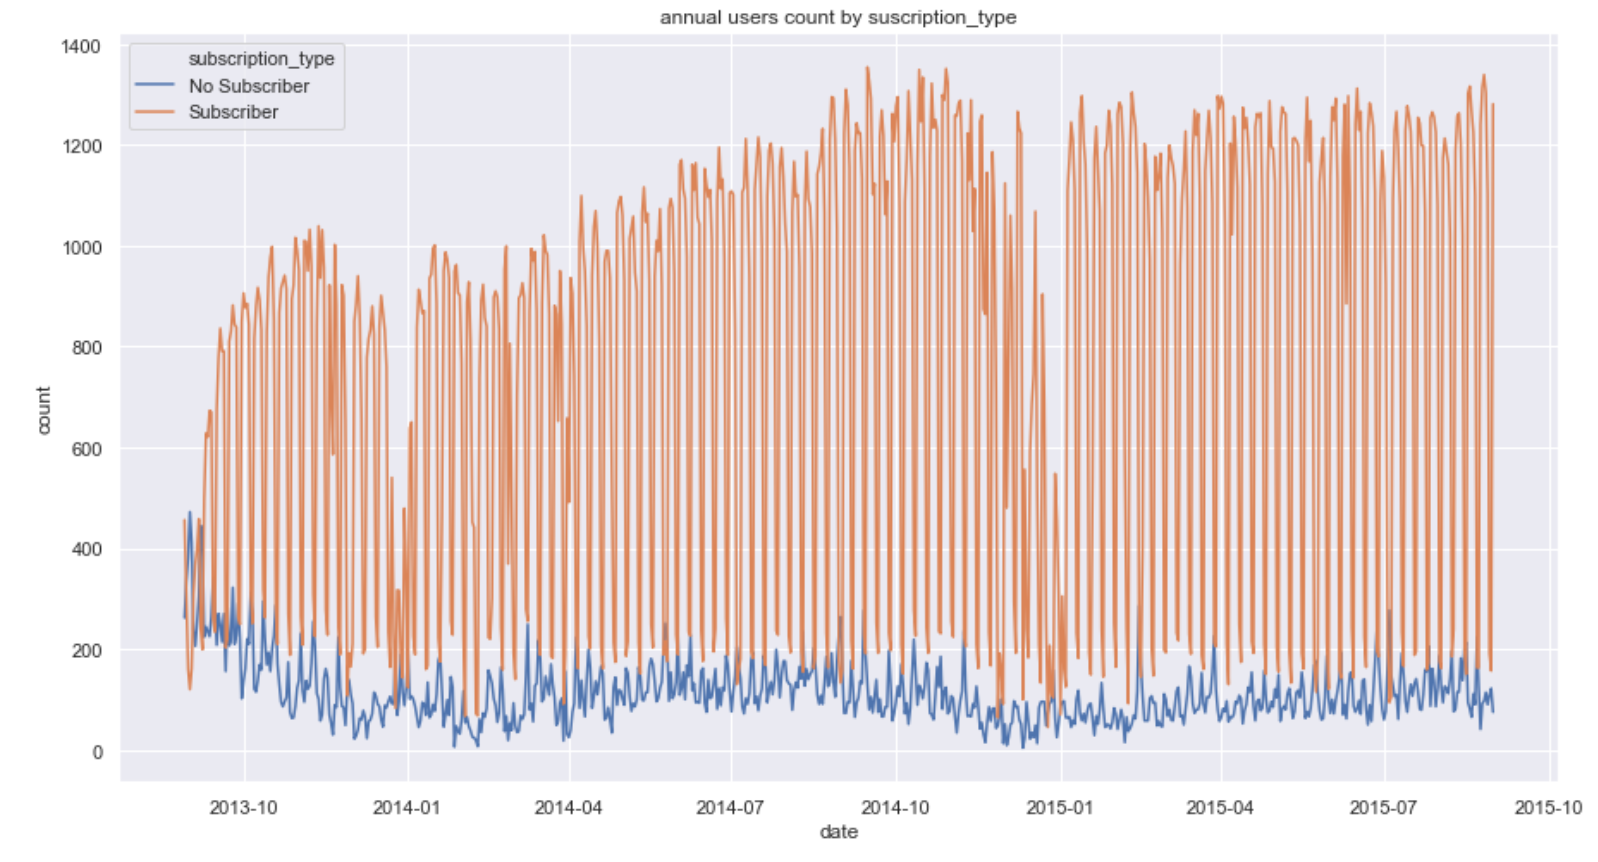 annual users count by suscription_type
subscription_type
No Subscriber
Subscriber
1400
1200
1000
800
600
400
200
0
count
2013-10 2014-01 2014-04 2014-07 2014-10 2015-01 2015-04 2015-07 2015-10
date